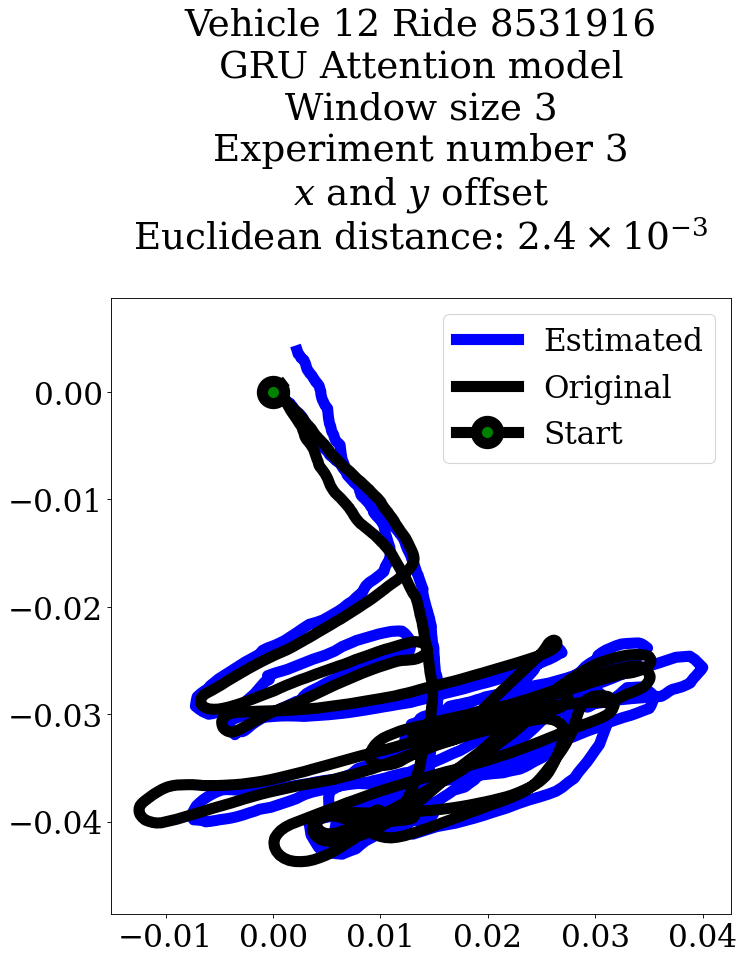 Vehicle 12 Ride 8531916
GRU Attention model
Window size 3
Experiment number 3
x and y offset
Euclidean distance: 2.4 × 10⁻³
Estimated
Original
Start
0.00
−0.01
−0.02
−0.03
−0.04
−0.01 0.00 0.01 0.02 0.03 0.04